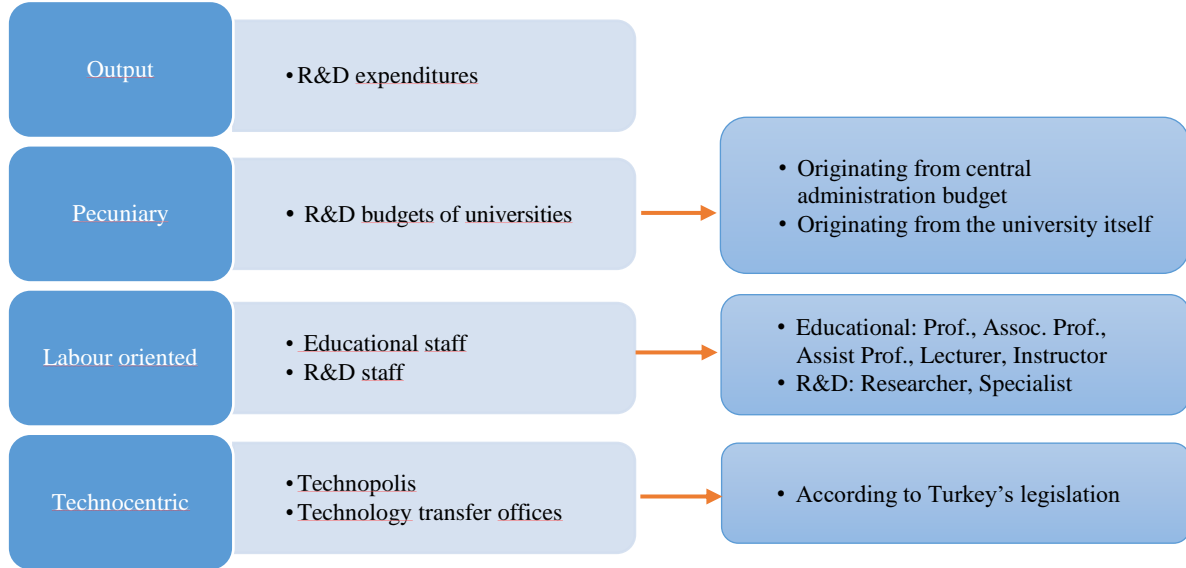 Output
• R&D expenditures
Pecuniary
• R&D budgets of universities
• Originating from central
administration budget
• Originating from the university itself
Labour oriented
• Educational staff
• R&D staff
• Educational: Prof., Assoc. Prof.,
Assist Prof., Lecturer, Instructor
• R&D: Researcher, Specialist
Technocentric
• Technopolis
• Technology transfer offices
• According to Turkey’s legislation